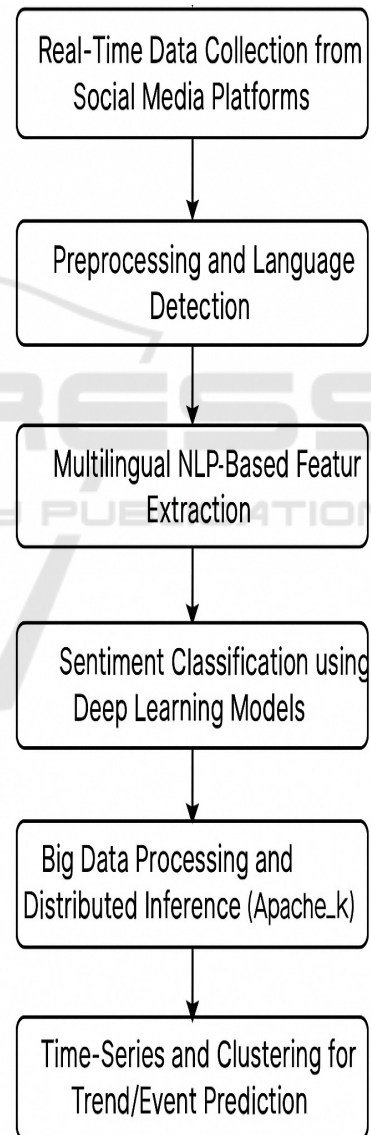 Real-Time Data Collection from
Social Media Platforms
Preprocessing and Language
Detection
Multilingual NLP-Based Featur
Extraction
Sentiment Classification using
Deep Learning Models
Big Data Processing and
Distributed Inference (Apache_k)
Time-Series and Clustering for
Trend/Event Prediction